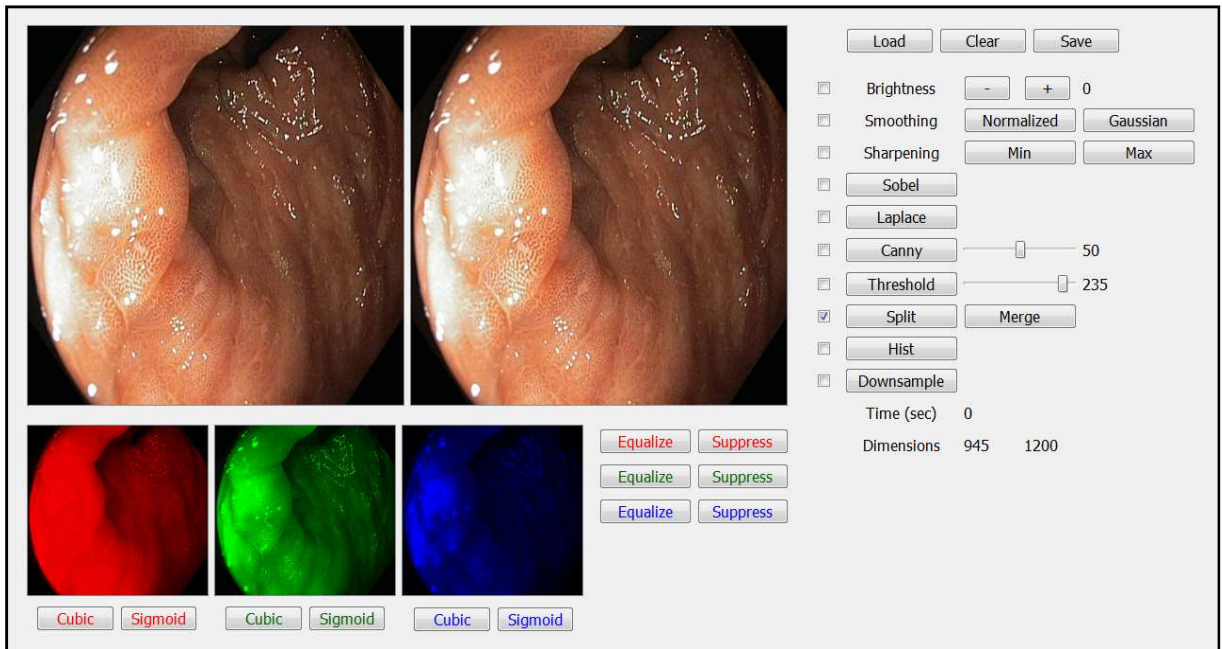 Load Clear Save
Brightness - + 0
Smoothing Normalized Gaussian
Sharpening Min Max
Sobel
Laplace
Canny 50
Threshold 235
Split Merge
Hist
Downsample
Time (sec) 0
Dimensions 945 1200
Equalize Suppress
Equalize Suppress
Equalize Suppress
Cubic Sigmoid Cubic Sigmoid Cubic Sigmoid